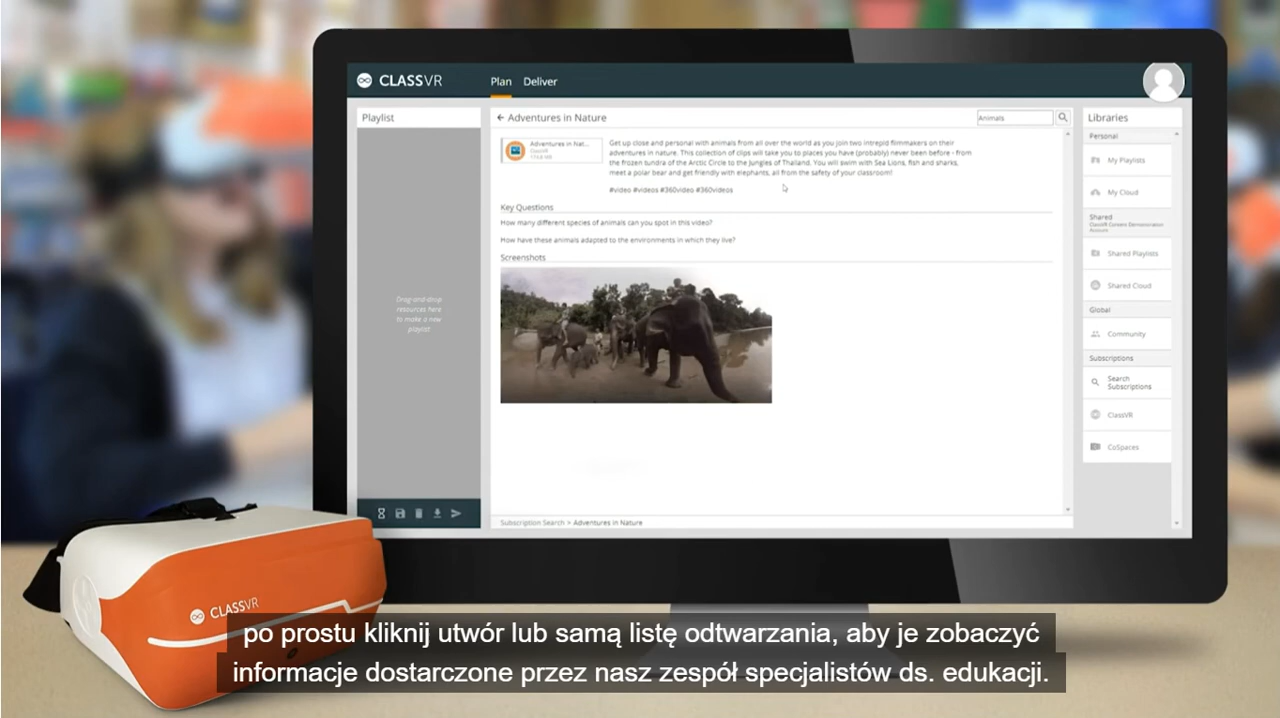 CLASSVR
Plan Deliver
Playlist
Adventures in Nature
Animals
Libraries
Personal
My Playlists
My Cloud
Shared
ClassVR Careers Demonstration
Account
Shared Playlists
Shared Cloud
Global
Community
Subscriptions
Search
Subscriptions
ClassVR
CoSpaces
Adventures in Nat...
ClassVR
Get up close and personal with animals from all over the world as you join two intrepid filmmakers on their
adventures in nature. This collection of clips will take you to places you have (probably) never been before - from
the frozen tundra of the Arctic Circle to the Jungles of Thailand. You will swim with Sea Lions, fish and sharks,
meet a polar bear and get friendly with elephants, all from the safety of your classroom!
#video #videos #360video #360videos
Key Questions
How many different species of animals can you spot in this video?
How have these animals adapted to the environments in which they live?
Screenshots
Drag-and-drop
resources here
to make a new
playlist
Subscription Search > Adventures in Nature
CLASSVR
po prostu kliknij utwór lub samą listę odtwarzania, aby je zobaczyć
informacje dostarczone przez nasz zespół specjalistów ds. edukacji.